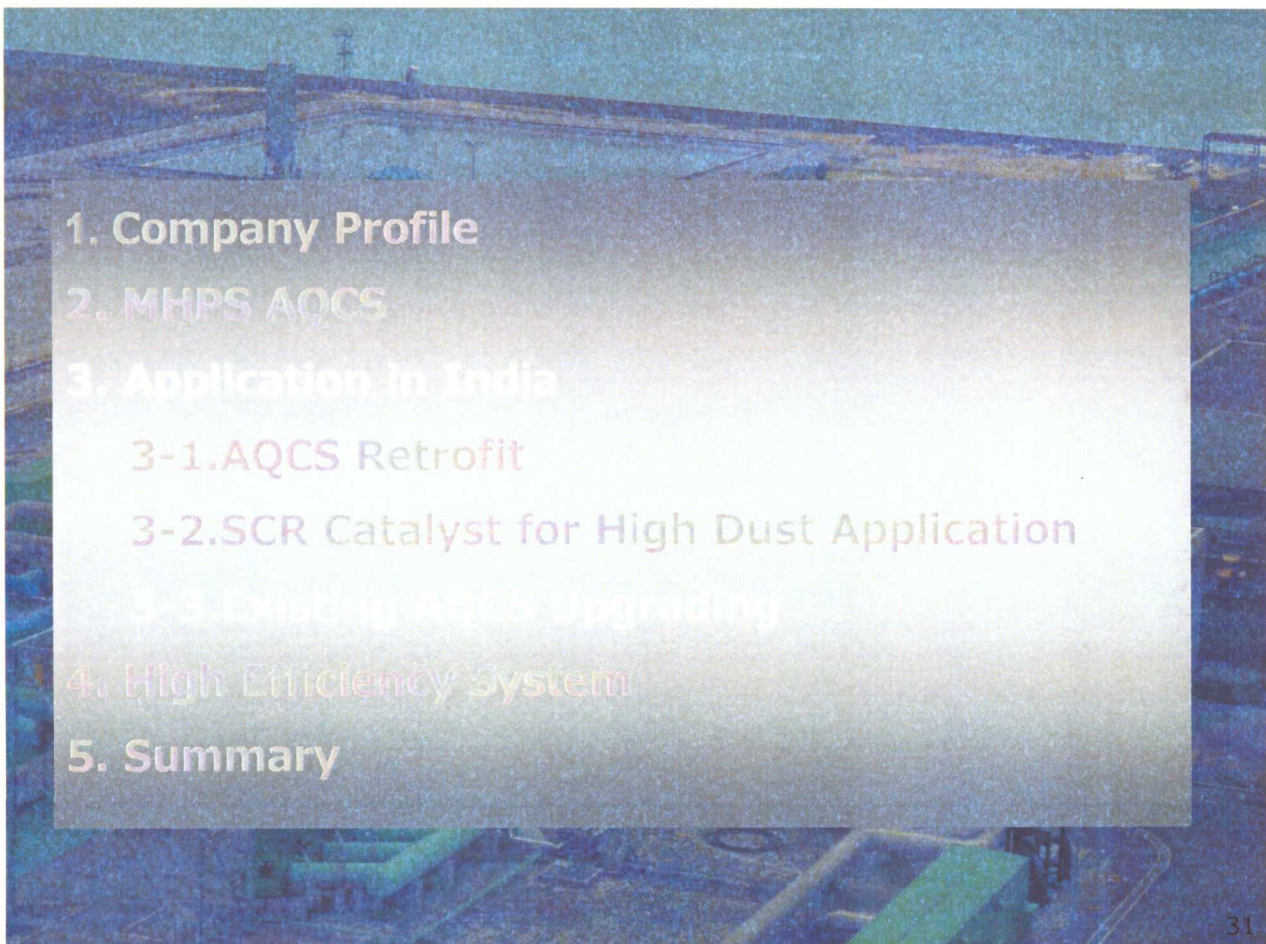 1. Company Profile
2. MHPS AQCS
3. Application in India
3-1.AQCS Retrofit
3-2.SCR Catalyst for High Dust Application
3-3.Existing AQCS Upgrading
4. High Efficiency System
5. Summary
31